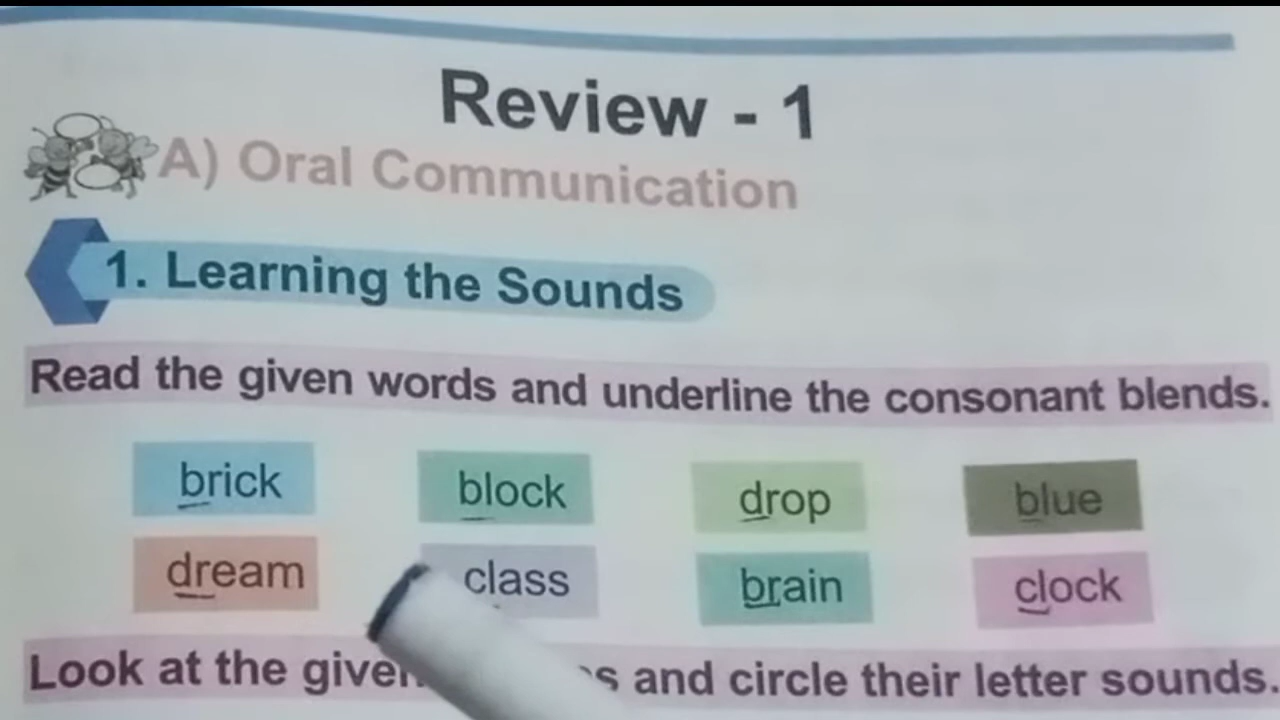 Review - 1
A) Oral Communication
1. Learning the Sounds
Read the given words and underline the consonant blends.
brick block drop blue
dream class brain clock
Look at the and circle their letter sounds.